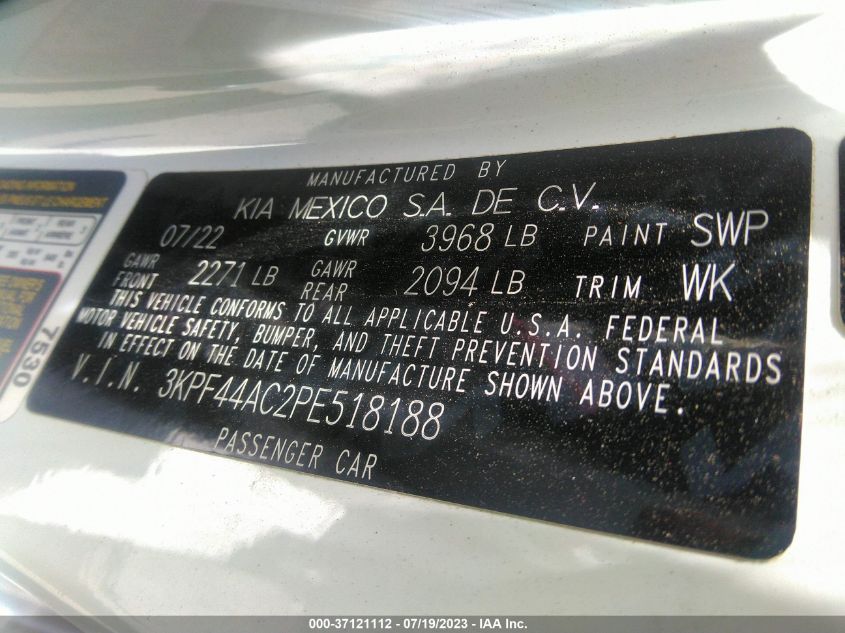 MANUFACTURED BY
KIA MEXICO S.A. DE C.V.
07/22 GVWR 3968 LB PAINT SWP
GAWR FRONT 2271 LB GAWR REAR 2094 LB TRIM WK
THIS VEHICLE CONFORMS TO ALL APPLICABLE U.S.A. FEDERAL
MOTOR VEHICLE SAFETY, BUMPER, AND THEFT PREVENTION STANDARDS
IN EFFECT ON THE DATE OF MANUFACTURE SHOWN ABOVE.
V.I.N. 3KPF44AC2PE518188
PASSENGER CAR
7530
000-37121112 - 07/19/2023 - IAA Inc.